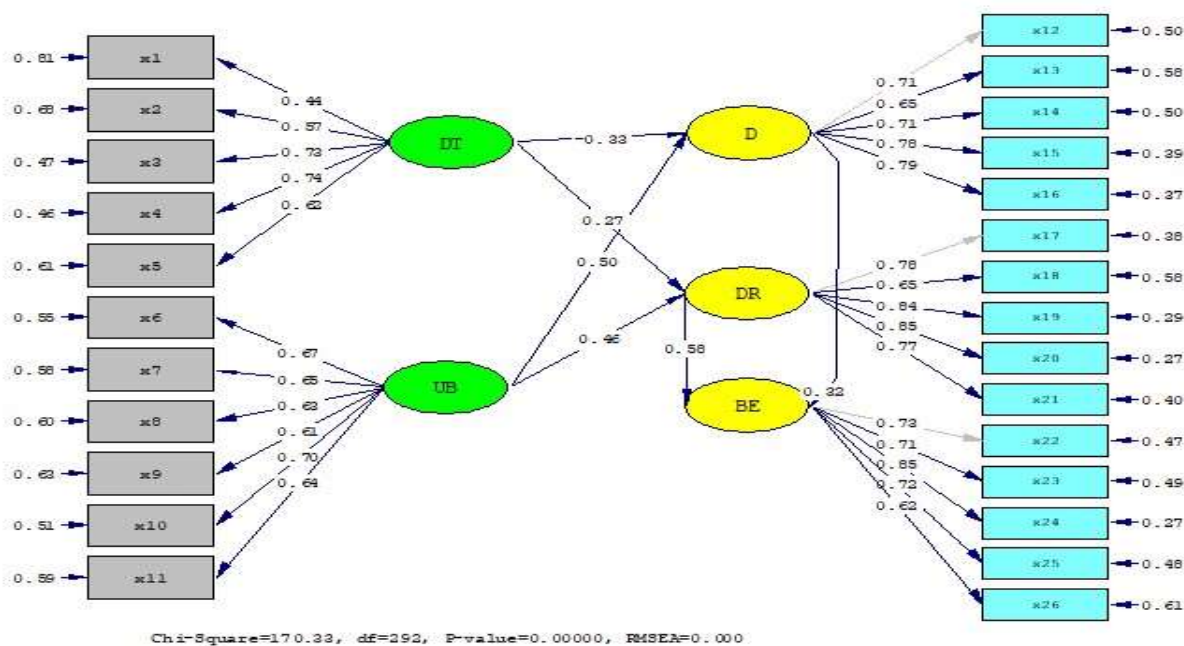 0.81 x1
0.68 x2
0.47 x3
0.46 x4
0.61 x5
0.55 x6
0.58 x7
0.60 x8
0.63 x9
0.51 x10
0.59 x11
0.44
0.57
0.73
0.74
0.62
0.67
0.65
0.63
0.61
0.70
0.64
DT
UB
0.33
0.27
0.50
0.46
D
DR
0.58
BE
0.32
0.71
0.65
0.71
0.78
0.79
0.78
0.65
0.84
0.85
0.77
0.73
0.71
0.85
0.72
0.62
x12 0.50
x13 0.58
x14 0.50
x15 0.39
x16 0.37
x17 0.38
x18 0.58
x19 0.29
x20 0.27
x21 0.40
x22 0.47
x23 0.49
x24 0.27
x25 0.48
x26 0.61
Chi-Square=170.33, df=292, P-value=0.00000, RMSEA=0.000